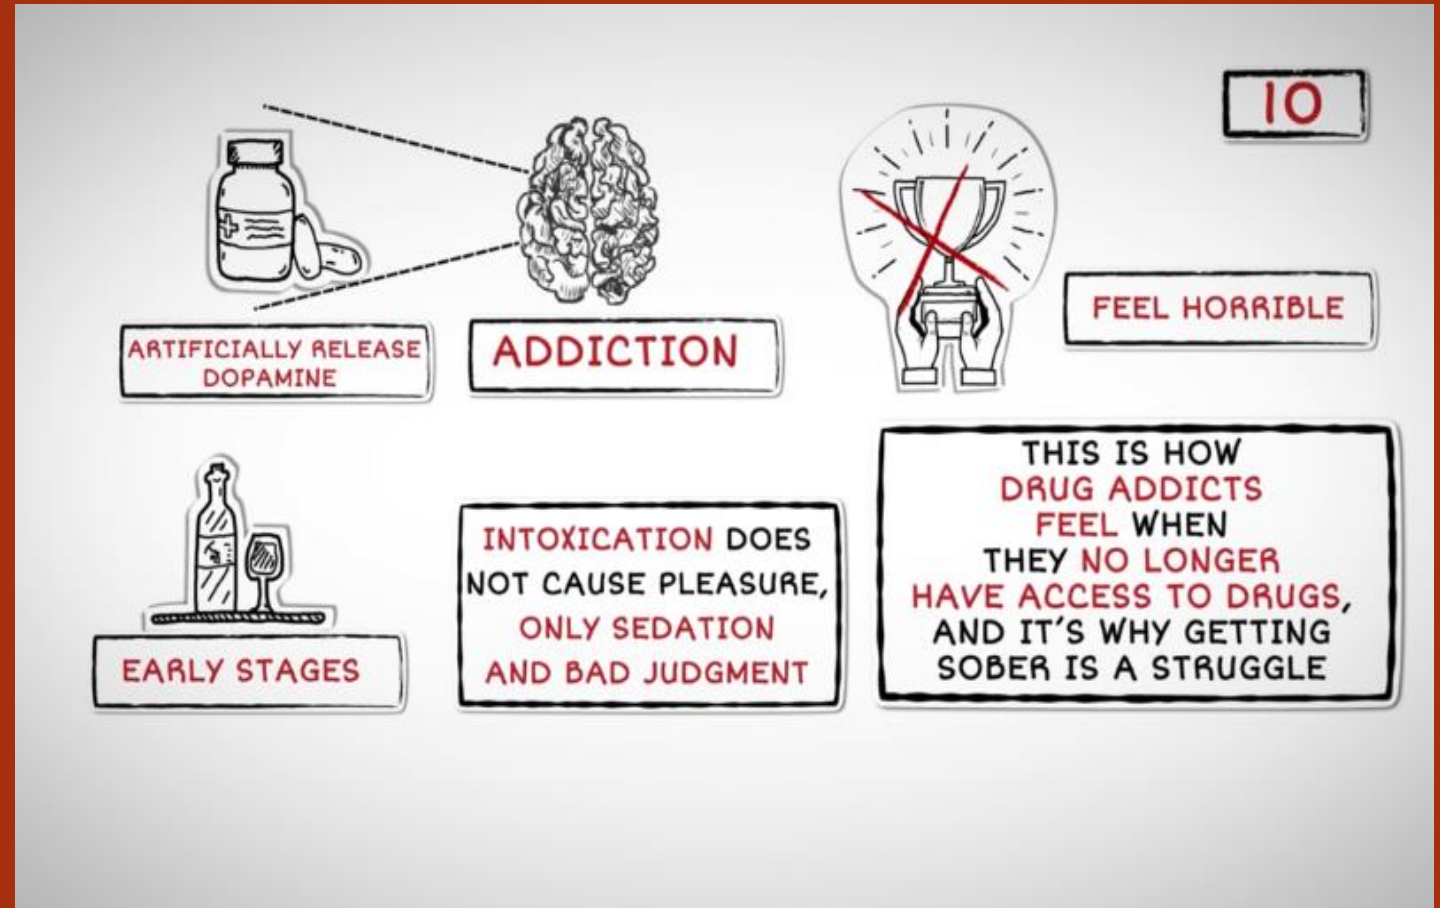 10
ARTIFICIALLY RELEASE
DOPAMINE
ADDICTION
FEEL HORRIBLE
EARLY STAGES
INTOXICATION DOES
NOT CAUSE PLEASURE,
ONLY SEDATION
AND BAD JUDGMENT
THIS IS HOW
DRUG ADDICTS
FEEL WHEN
THEY NO LONGER
HAVE ACCESS TO DRUGS,
AND IT'S WHY GETTING
SOBER IS A STRUGGLE